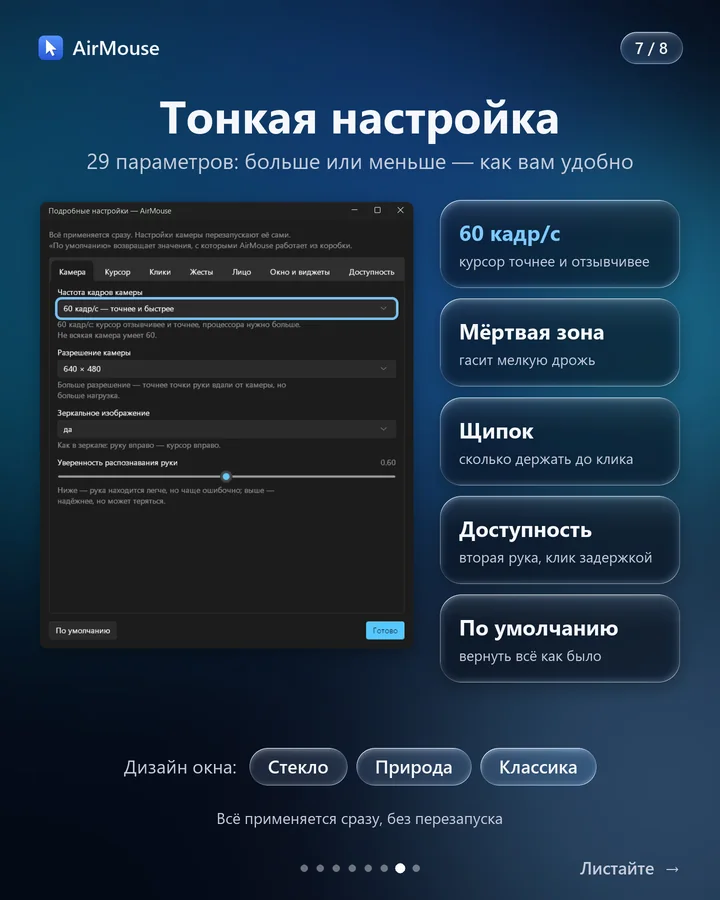 AirMouse
7 / 8
Тонкая настройка
29 параметров: больше или меньше — как вам удобно
Подробные настройки — AirMouse
Всё применяется сразу. Настройки камеры перезапускают её сами.
«По умолчанию» возвращает значения, с которыми AirMouse работает из коробки.
Камера Курсор Клики Жесты Лицо Окно и виджеты Доступность
Частота кадров камеры
60 кадр/с — точнее и быстрее
60 кадр/с: курсор отзывчивее и точнее, процессора нужно больше.
Не всякая камера умеет 60.
Разрешение камеры
640 × 480
Больше разрешение — точнее точки руки вдали от камеры, но
больше нагрузка.
Зеркальное изображение
да
Как в зеркале: руку вправо — курсор вправо.
Уверенность распознавания руки 0.60
Ниже — рука находится легче, но чаще ошибочно; выше —
надёжнее, но может теряться.
По умолчанию
Готово
60 кадр/с
курсор точнее и отзывчивее
Мёртвая зона
гасит мелкую дрожь
Щипок
сколько держать до клика
Доступность
вторая рука, клик задержкой
По умолчанию
вернуть всё как было
Дизайн окна: Стекло Природа Классика
Всё применяется сразу, без перезапуска
Листайте →